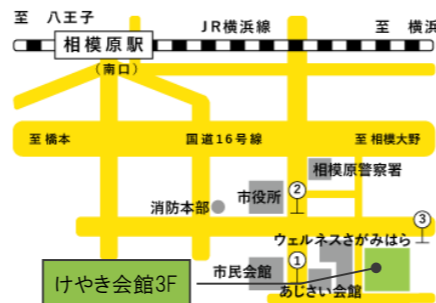 至 八王子
JR横浜線
至 横浜
相模原駅
(南口)
至橋本
国道16号線
至相模大野
相模原警察署
市役所
②
消防本部
③
ウェルネスさがみはら
市民会館
①
けやき会館3F
あじさい会館